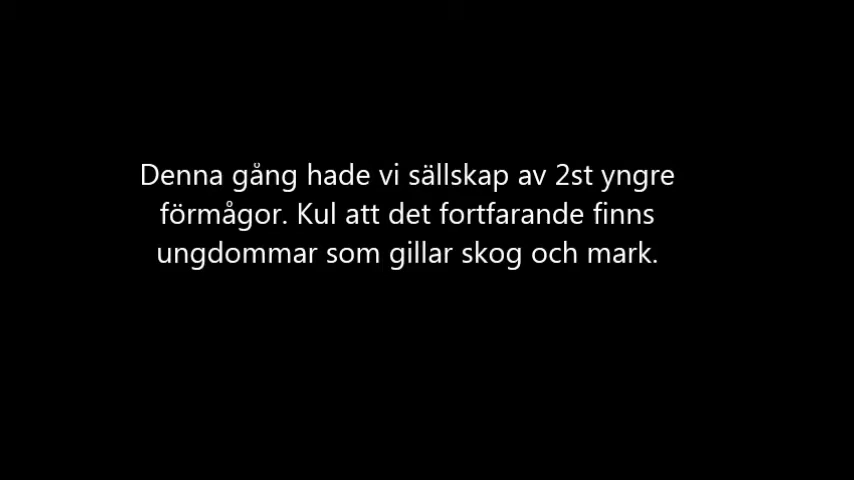 Denna gång hade vi sällskap av 2st yngre
förmågor. Kul att det fortfarande finns
ungdommar som gillar skog och mark.